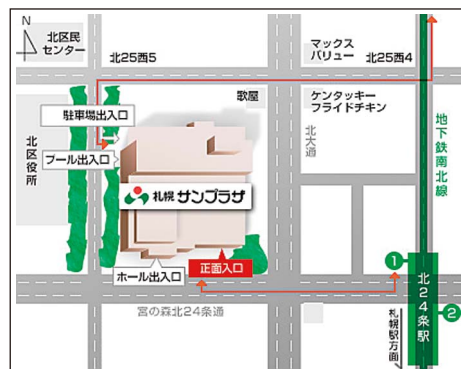 N
北区民
センター
北25西5
マックス
バリュー
北25西4
駐車場出入口
歌屋
ケンタッキー
フライドチキン
北区役所
プール出入口
北大通
地下鉄南北線
札幌 サンプラザ
ホール出入口
正面入口
1
北24条駅
2
宮の森北24条通
札幌駅方面